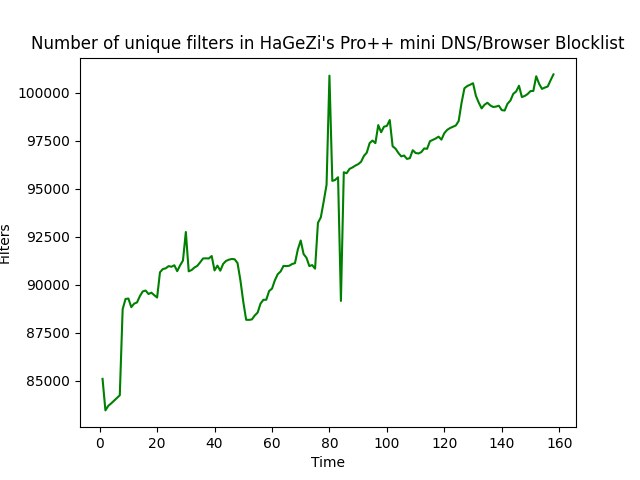 Number of unique filters in HaGeZi's Pro++ mini DNS/Browser Blocklist
Filters
100000
97500
95000
92500
90000
87500
85000
0 20 40 60 80 100 120 140 160
Time